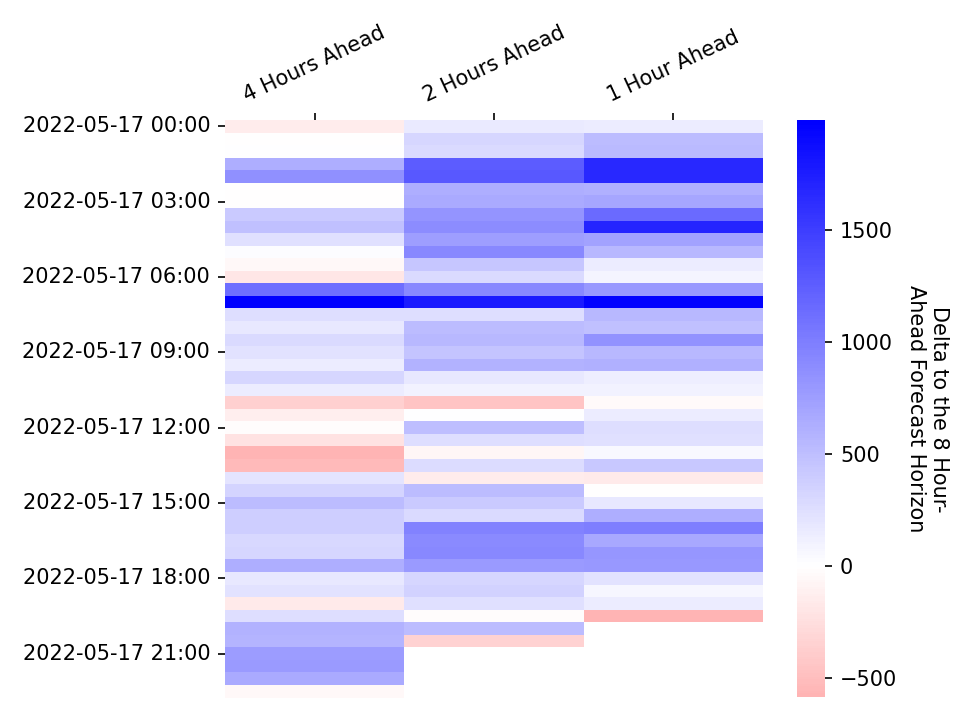 4 Hours Ahead
2 Hours Ahead
1 Hour Ahead
2022-05-17 00:00
2022-05-17 03:00
2022-05-17 06:00
2022-05-17 09:00
2022-05-17 12:00
2022-05-17 15:00
2022-05-17 18:00
2022-05-17 21:00
1500
1000
500
0
−500
Delta to the 8 Hour-
Ahead Forecast Horizon